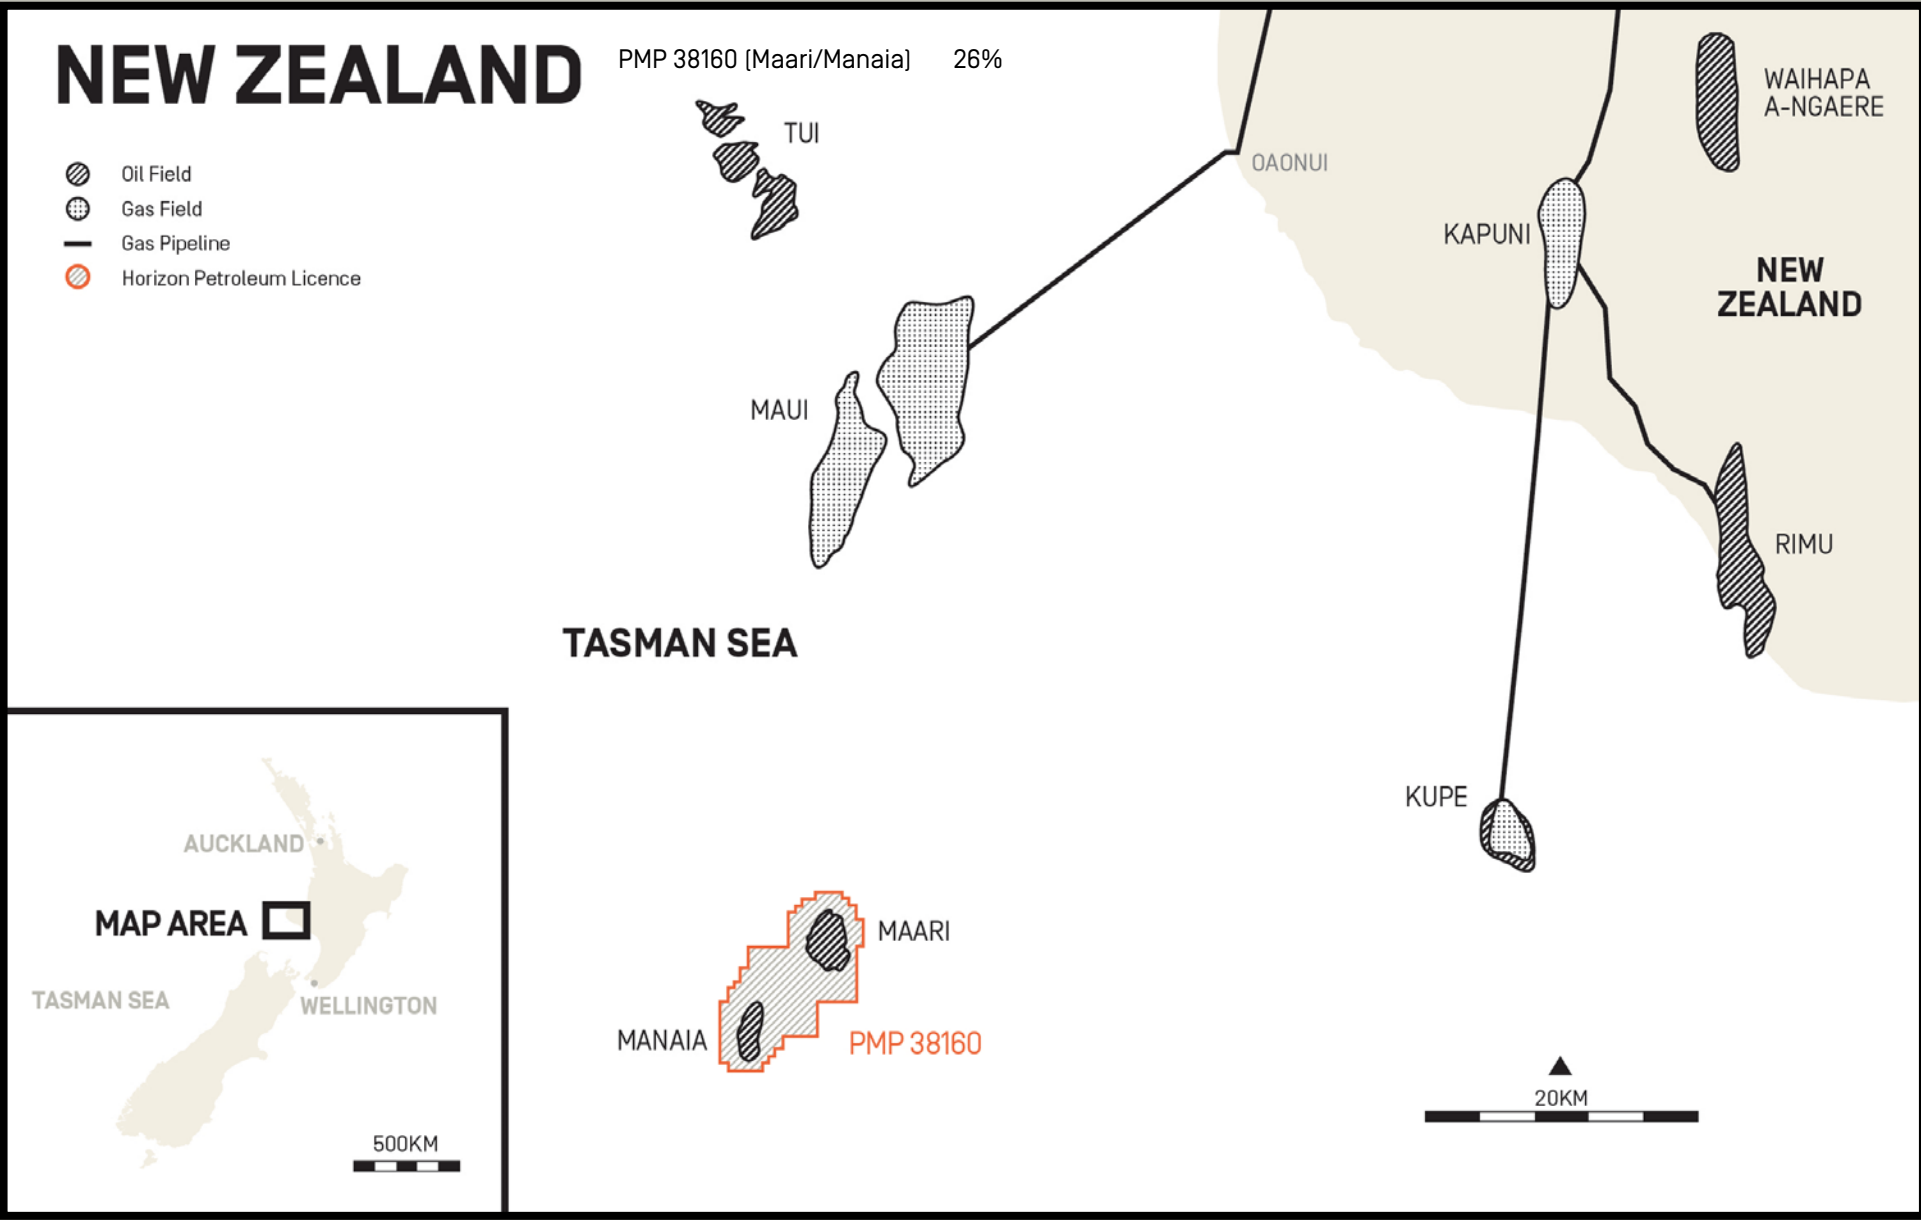 NEW ZEALAND
PMP 38160 (Maari/Manaia) 26%
Oil Field
Gas Field
Gas Pipeline
Horizon Petroleum Licence
TUI
OAONUI
WAIHAPA
A-NGAERE
KAPUNI
NEW
ZEALAND
MAUI
RIMU
TASMAN SEA
KUPE
MAARI
MANAIA
PMP 38160
20KM
AUCKLAND
MAP AREA
TASMAN SEA
WELLINGTON
500KM